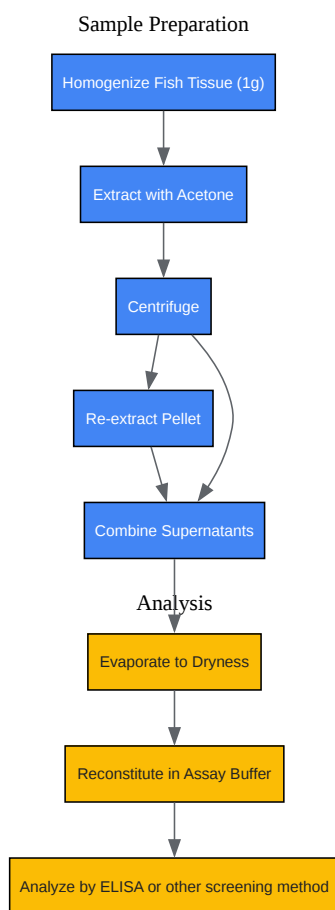 Sample Preparation
Homogenize Fish Tissue (1g)
Extract with Acetone
Centrifuge
Re-extract Pellet
Combine Supernatants
Analysis
Evaporate to Dryness
Reconstitute in Assay Buffer
Analyze by ELISA or other screening method